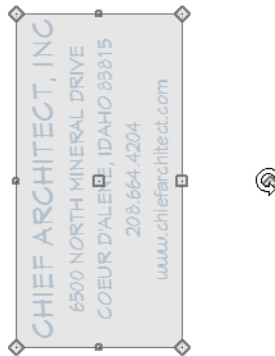 CHIEF ARCHITECT, INC
6500 NORTH MINERAL DRIVE
COEUR D'ALENE, IDAHO 83815
208.664.4204
www.chiefarchitect.com